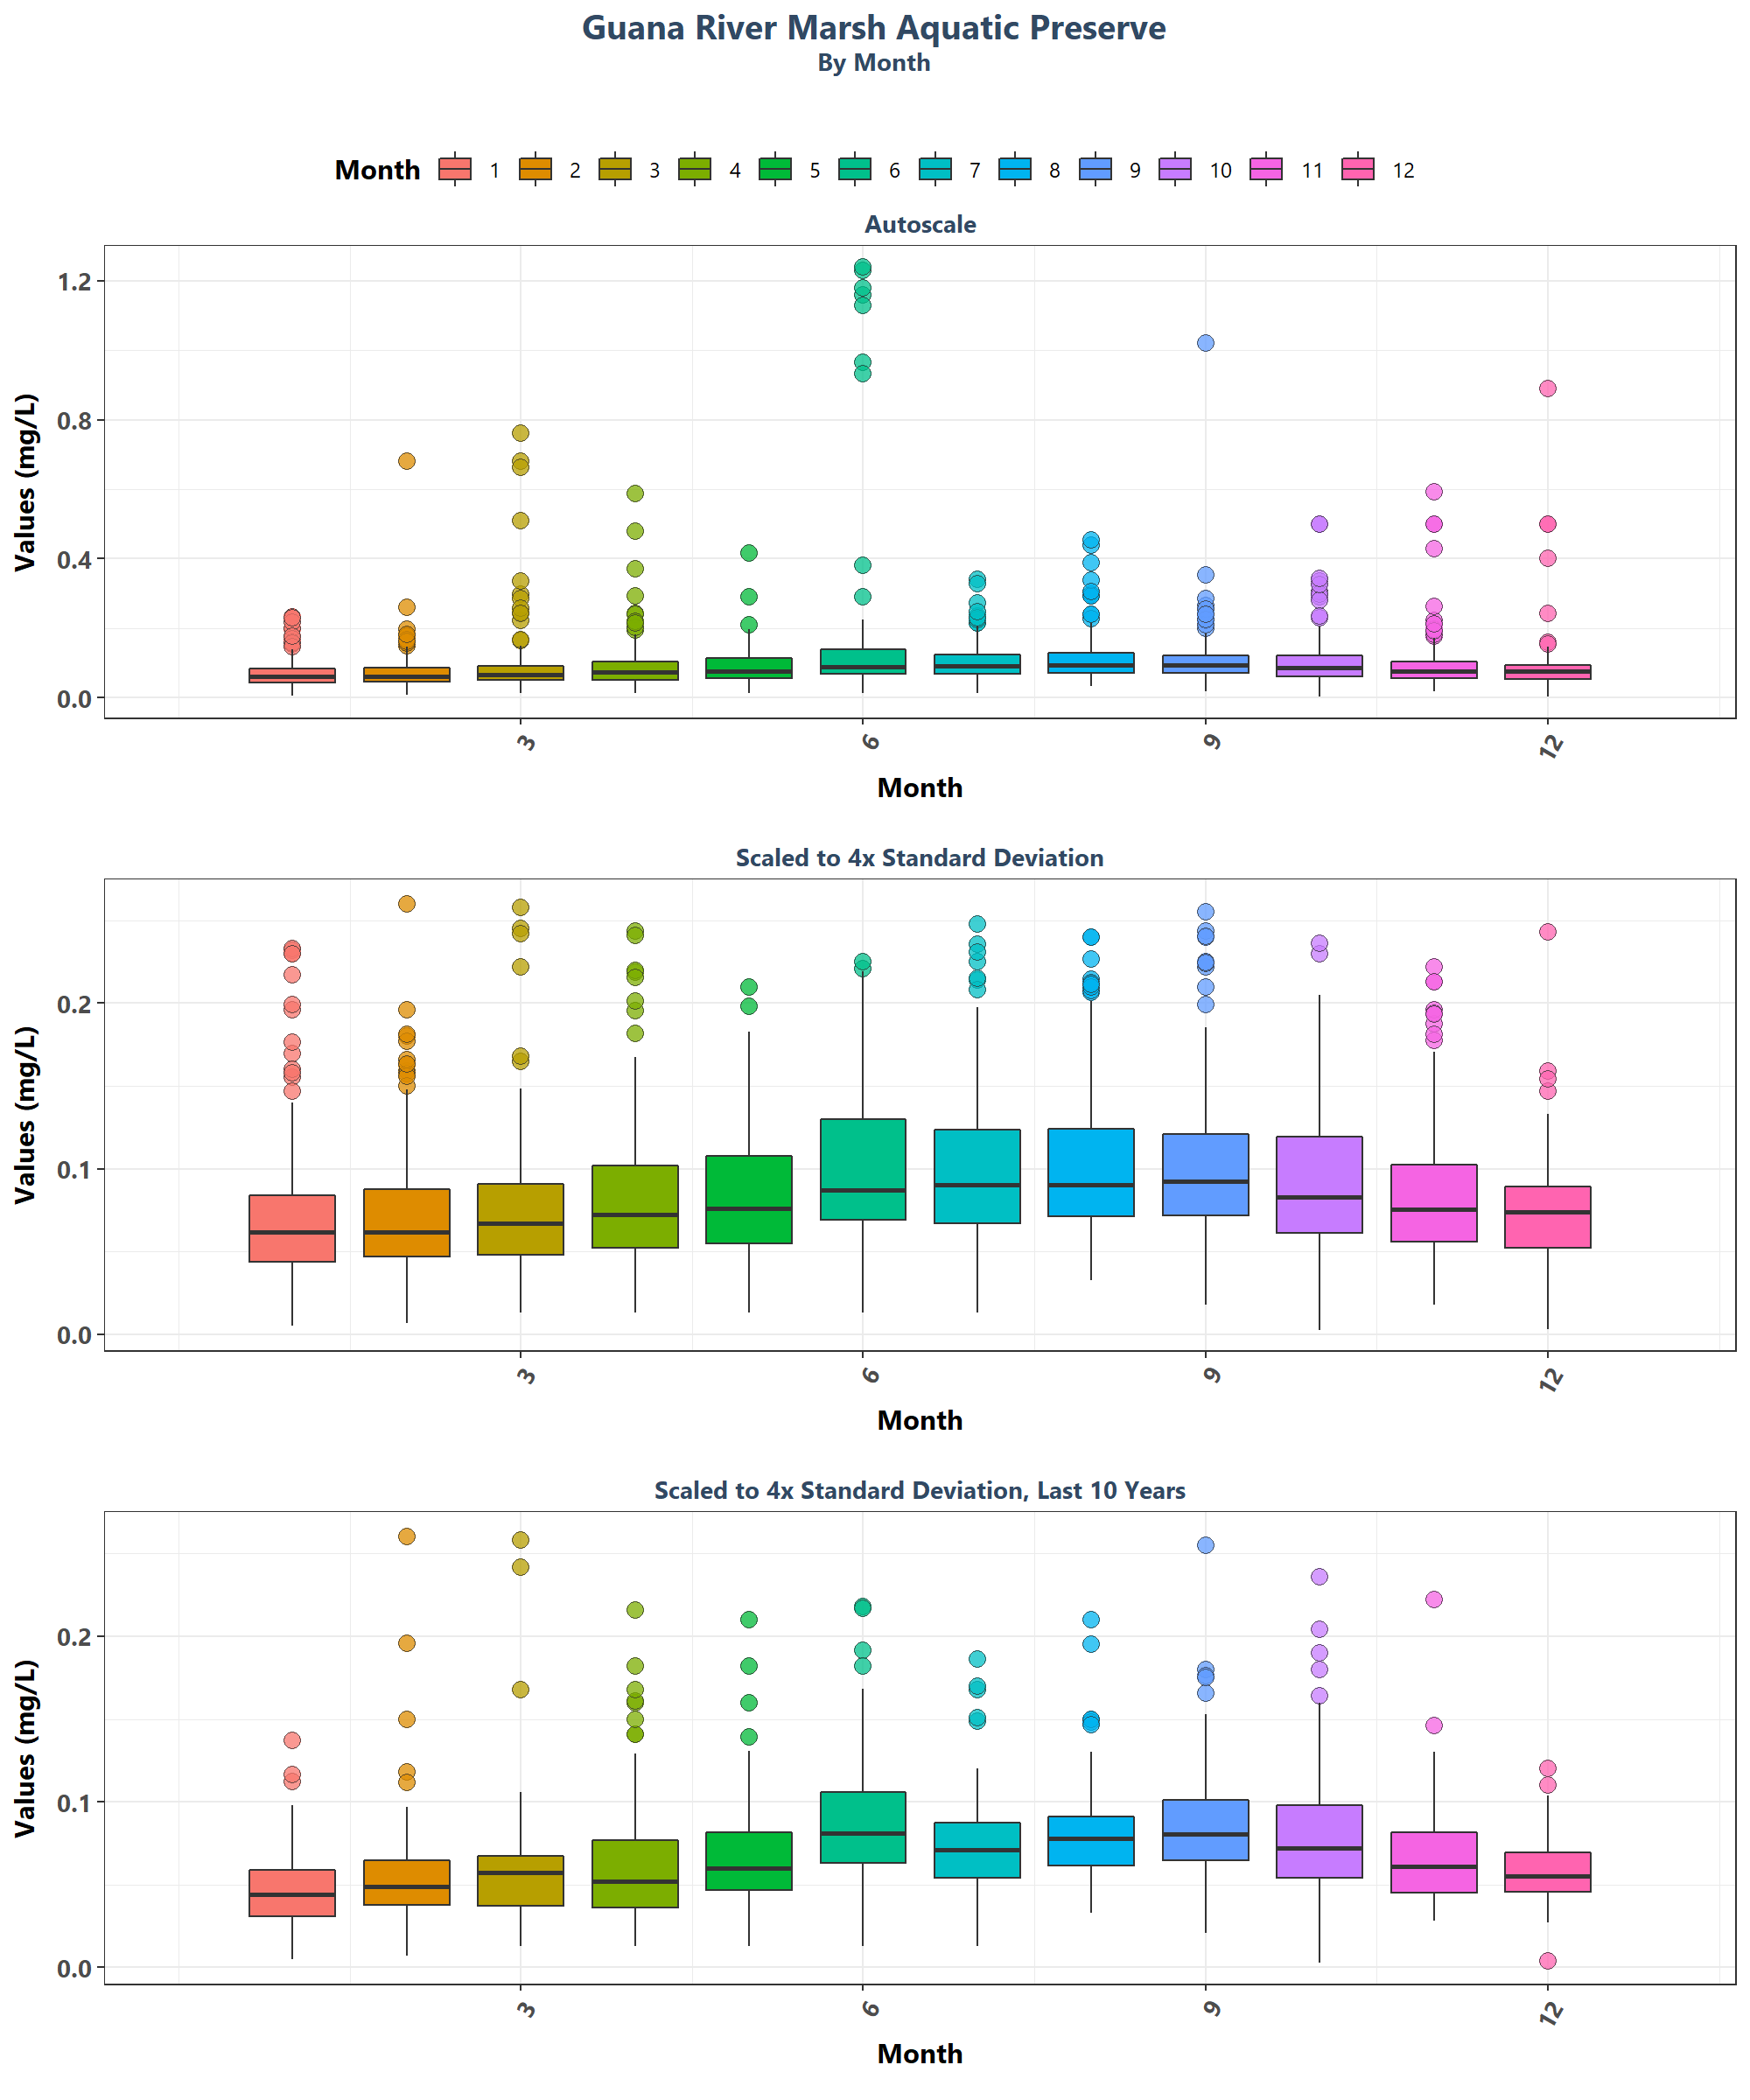 Guana River Marsh Aquatic Preserve
By Month
Month 1 2 3 4 5 6 7 8 9 10 11 12
Autoscale
Values (mg/L)
1.2
0.8
0.4
0.0
3 6 9 12
Month
Scaled to 4x Standard Deviation
Values (mg/L)
0.2
0.1
0.0
3 6 9 12
Month
Scaled to 4x Standard Deviation, Last 10 Years
Values (mg/L)
0.2
0.1
0.0
3 6 9 12
Month